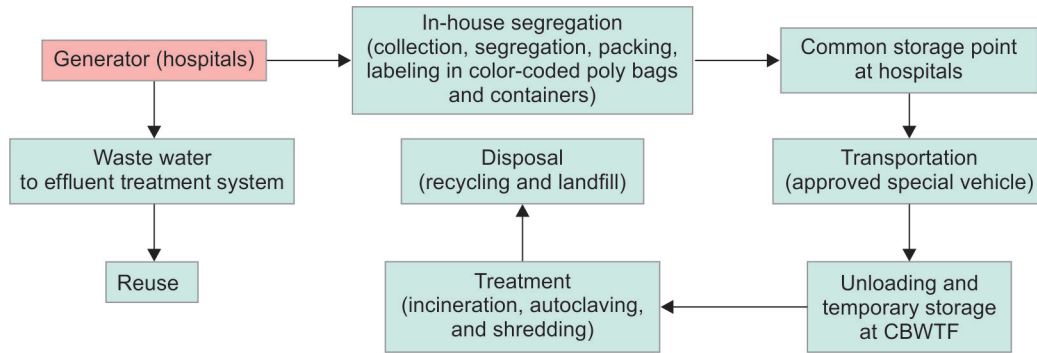 Generator (hospitals)
In-house segregation
(collection, segregation, packing,
labeling in color-coded poly bags
and containers)
Common storage point
at hospitals
Waste water
to effluent treatment system
Disposal
(recycling and landfill)
Transportation
(approved special vehicle)
Reuse
Treatment
(incineration, autoclaving,
and shredding)
Unloading and
temporary storage
at CBWTF